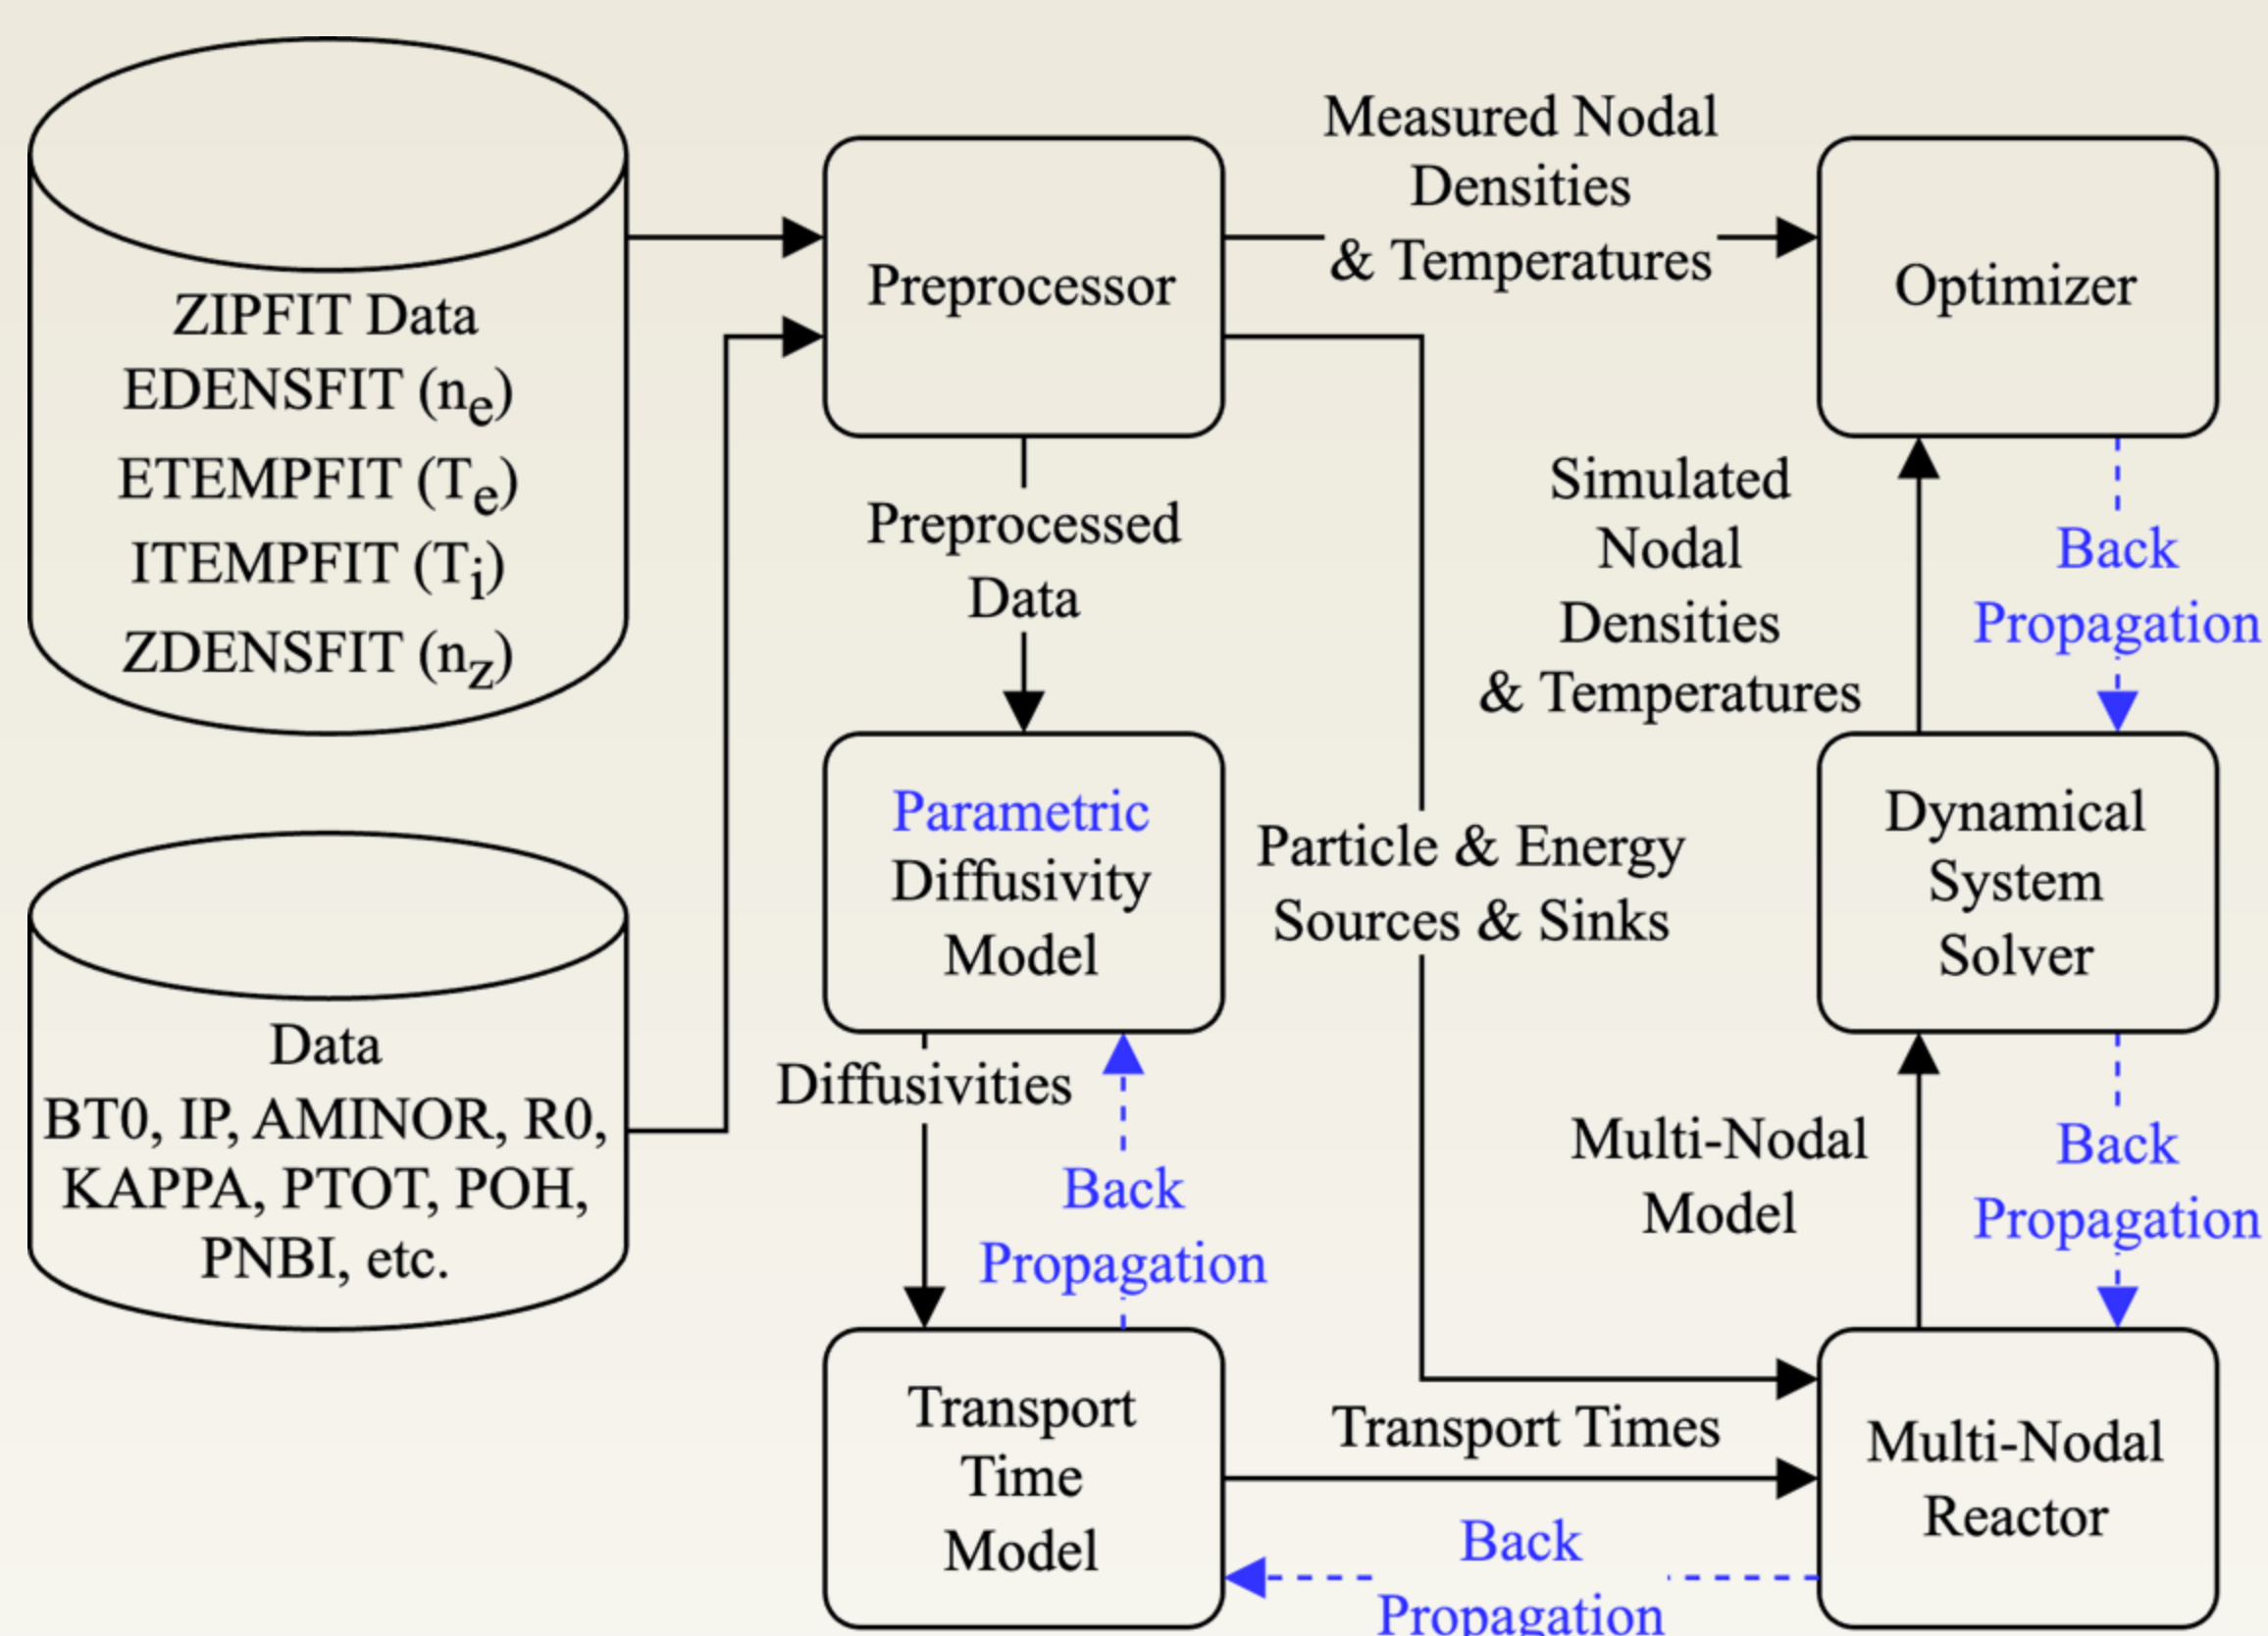 ZIPFIT Data
EDENSFIT (nₑ)
ETEMPFIT (Tₑ)
ITEMPFIT (Tᵢ)
ZDENSFIT (n_z)
Data
BT0, IP, AMINOR, R0,
KAPPA, PTOT, POH,
PNBI, etc.
Preprocessor
Measured Nodal
Densities
& Temperatures
Optimizer
Preprocessed
Data
Simulated
Nodal
Densities
& Temperatures
Back
Propagation
Parametric
Diffusivity
Model
Particle & Energy
Sources & Sinks
Dynamical
System
Solver
Diffusivities
Back
Propagation
Multi-Nodal
Model
Back
Propagation
Transport
Time
Model
Transport Times
Back
Propagation
Multi-Nodal
Reactor